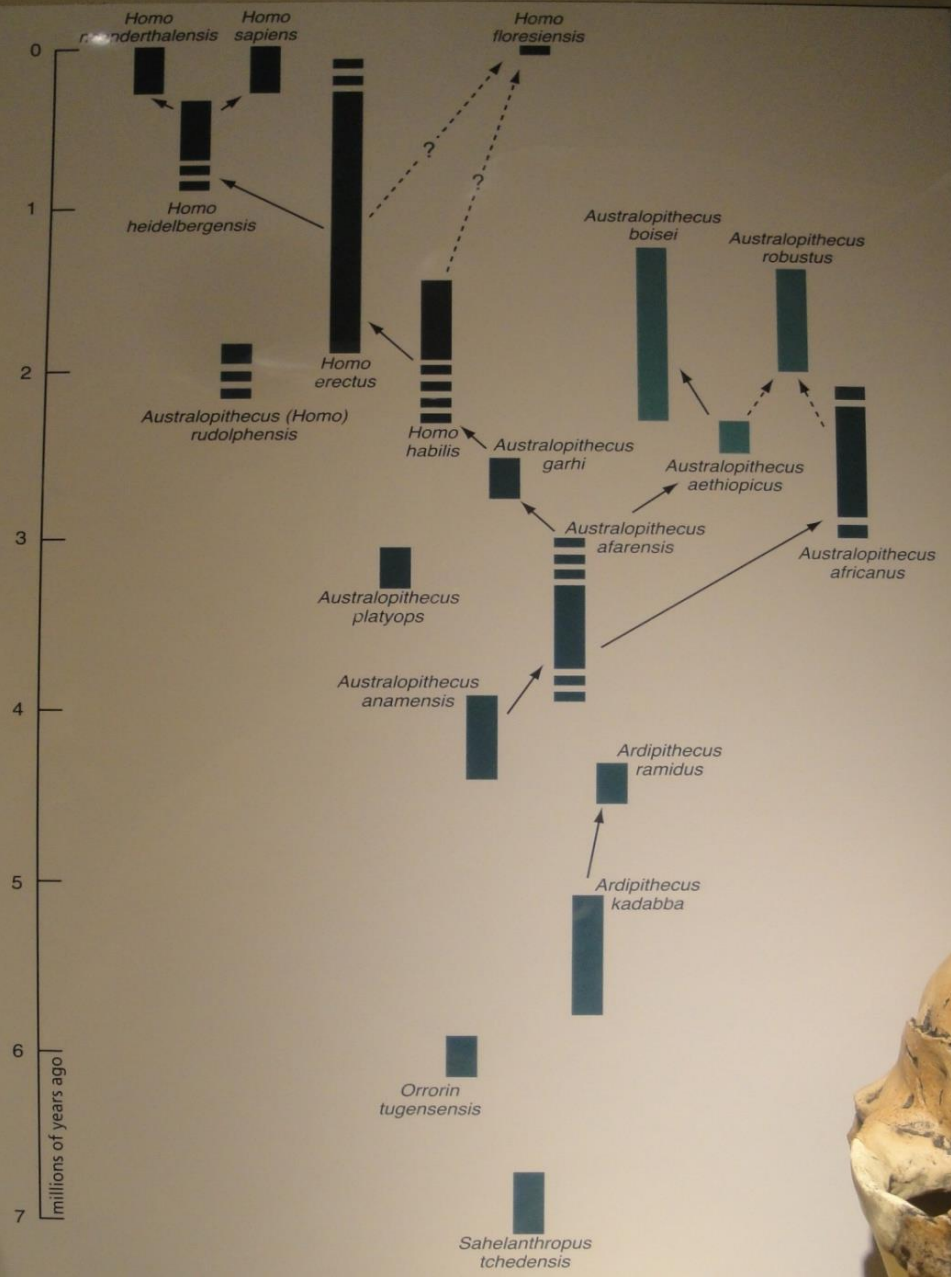 Homo
neanderthalensis
Homo
sapiens
Homo
floresiensis
0
?
?
1
Homo
heidelbergensis
Australopithecus
boisei
Australopithecus
robustus
2
Homo
erectus
Australopithecus (Homo)
rudolphensis
Homo
habilis
Australopithecus
garhi
Australopithecus
aethiopicus
3
Australopithecus
afarensis
Australopithecus
africanus
Australopithecus
platyops
Australopithecus
anamensis
4
Ardipithecus
ramidus
5
Ardipithecus
kadabba
6
millions of years ago
Orrorin
tugensensis
7
Sahelanthropus
tchedensis